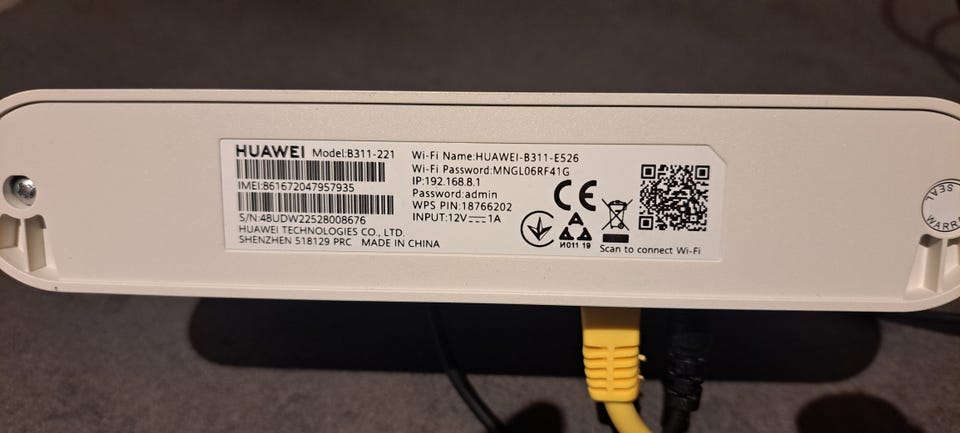 HUAWEI Model:B311-221
IMEI:861672047957935
S/N:48UDW22528008676
HUAWEI TECHNOLOGIES CO., LTD.
SHENZHEN 518129 PRC MADE IN CHINA
Wi-Fi Name:HUAWEI-B311-E526
Wi-Fi Password:MNGL06RF41G
IP:192.168.8.1
Password:admin
WPS PIN:18766202
INPUT:12V⎓1A
CE
И011 19
Scan to connect Wi-Fi
SEAL